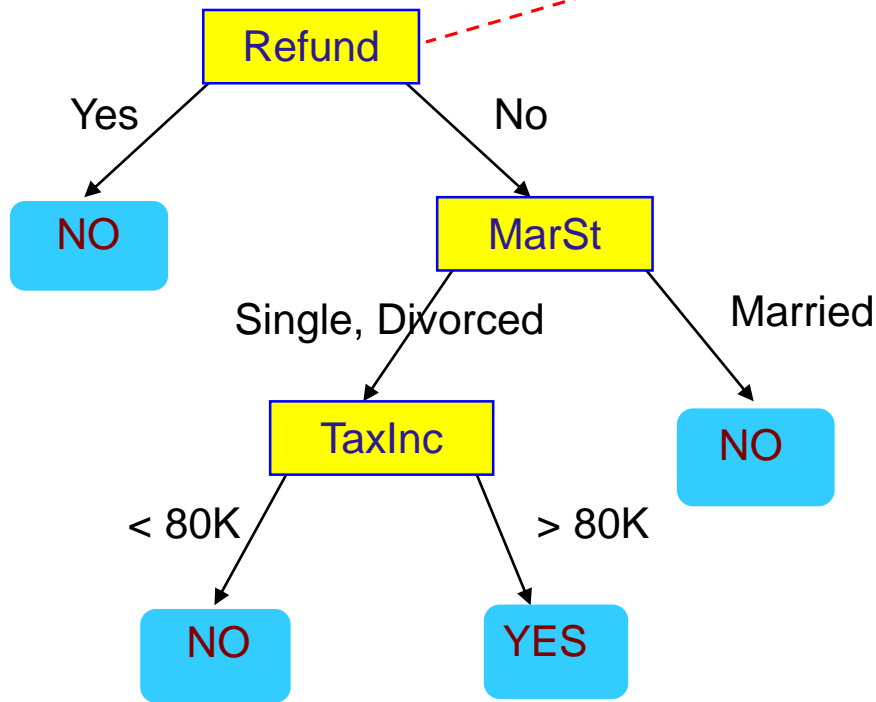 Refund
Yes
No
NO
MarSt
Single, Divorced
Married
TaxInc
NO
< 80K
> 80K
NO
YES